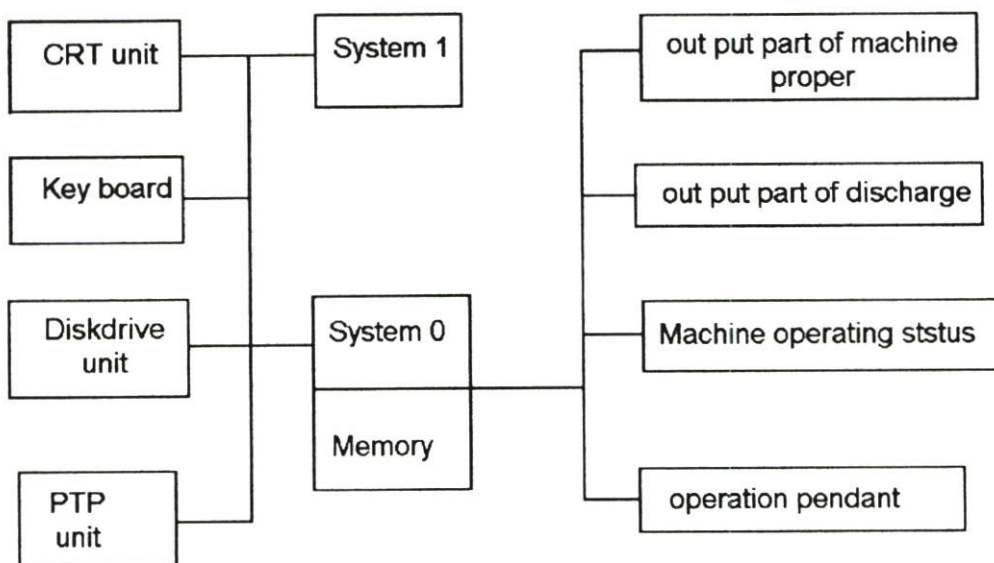 CRT unit
System 1
out put part of machine
proper
Key board
out put part of discharge
Diskdrive
unit
System 0
Memory
Machine operating ststus
PTP
unit
operation pendant